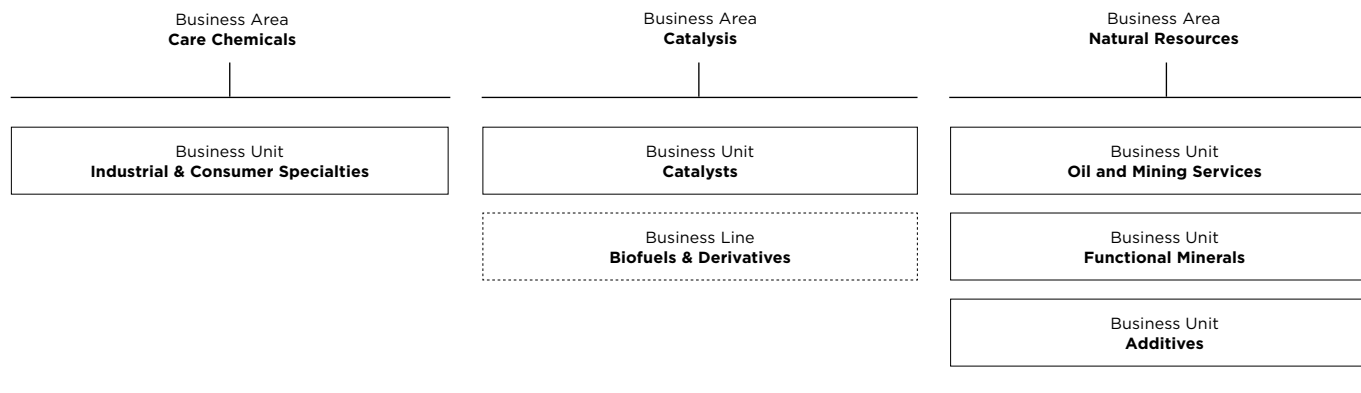 Business Area
Care Chemicals
Business Unit
Industrial & Consumer Specialties
Business Area
Catalysis
Business Unit
Catalysts
Business Line
Biofuels & Derivatives
Business Area
Natural Resources
Business Unit
Oil and Mining Services
Business Unit
Functional Minerals
Business Unit
Additives